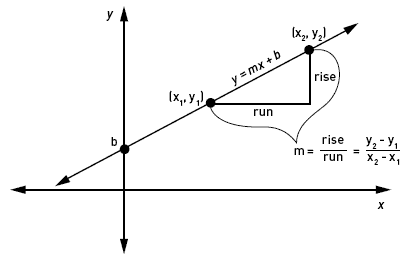 y
(x₂, y₂)
y = mx + b
rise
(x₁, y₁)
run
b
m = rise/run = y₂ - y₁/x₂ - x₁
x